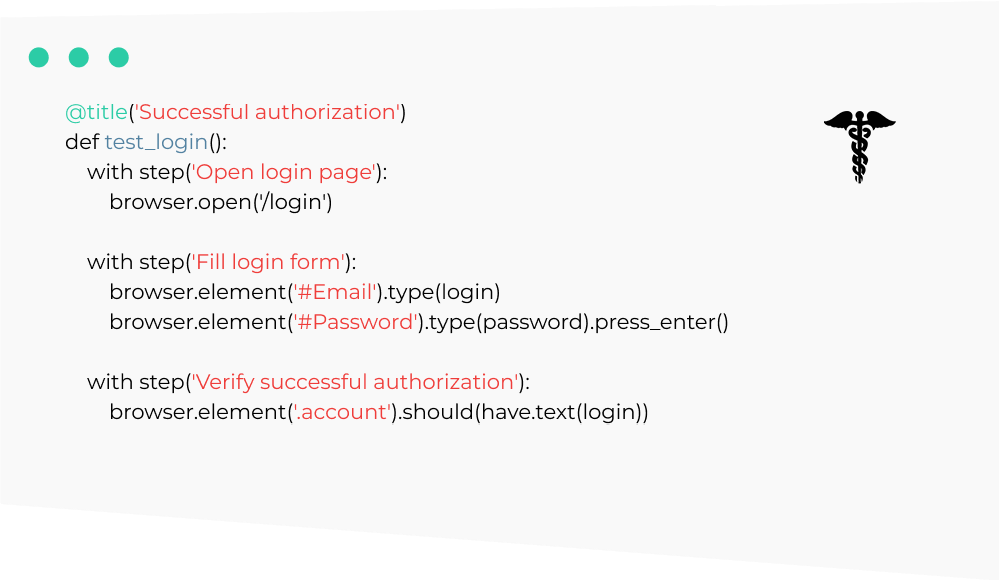 @title('Successful authorization')
def test_login():
    with step('Open login page'):
        browser.open('/login')

    with step('Fill login form'):
        browser.element('#Email').type(login)
        browser.element('#Password').type(password).press_enter()

    with step('Verify successful authorization'):
        browser.element('.account').should(have.text(login))